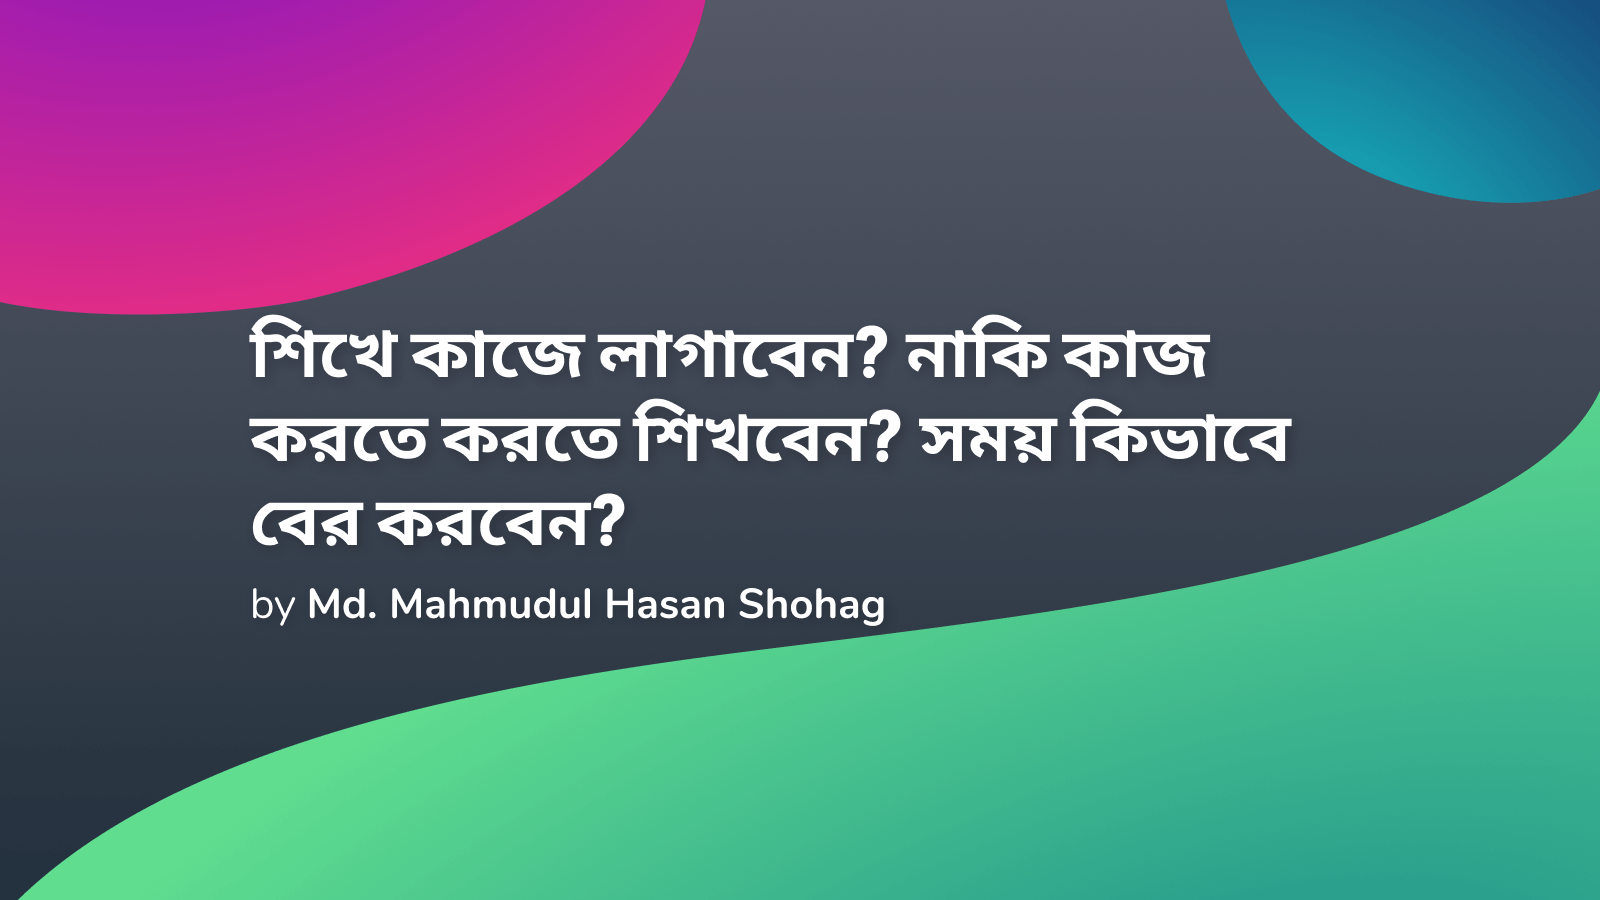 শিখে কাজে লাগাবেন? নাকি কাজ
করতে করতে শিখবেন? সময় কিভাবে
বের করবেন?
by Md. Mahmudul Hasan Shohag